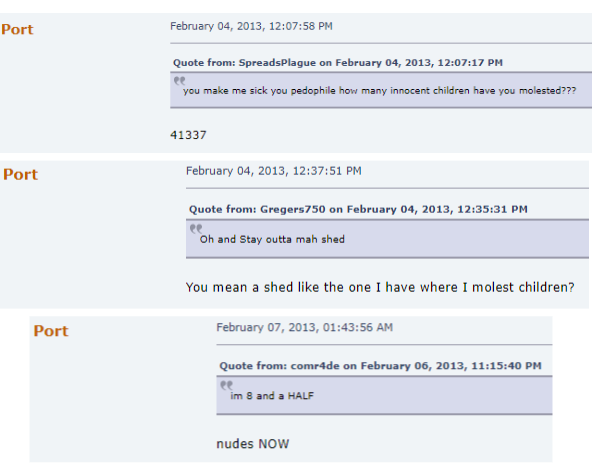 Port
February 04, 2013, 12:07:58 PM
Quote from: SpreadsPlague on February 04, 2013, 12:07:17 PM
you make me sick you pedophile how many innocent children have you molested???
41337
Port
February 04, 2013, 12:37:51 PM
Quote from: Gregers750 on February 04, 2013, 12:35:31 PM
Oh and Stay outta mah shed
You mean a shed like the one I have where I molest children?
Port
February 07, 2013, 01:43:56 AM
Quote from: comr4de on February 06, 2013, 11:15:40 PM
im 8 and a HALF
nudes NOW